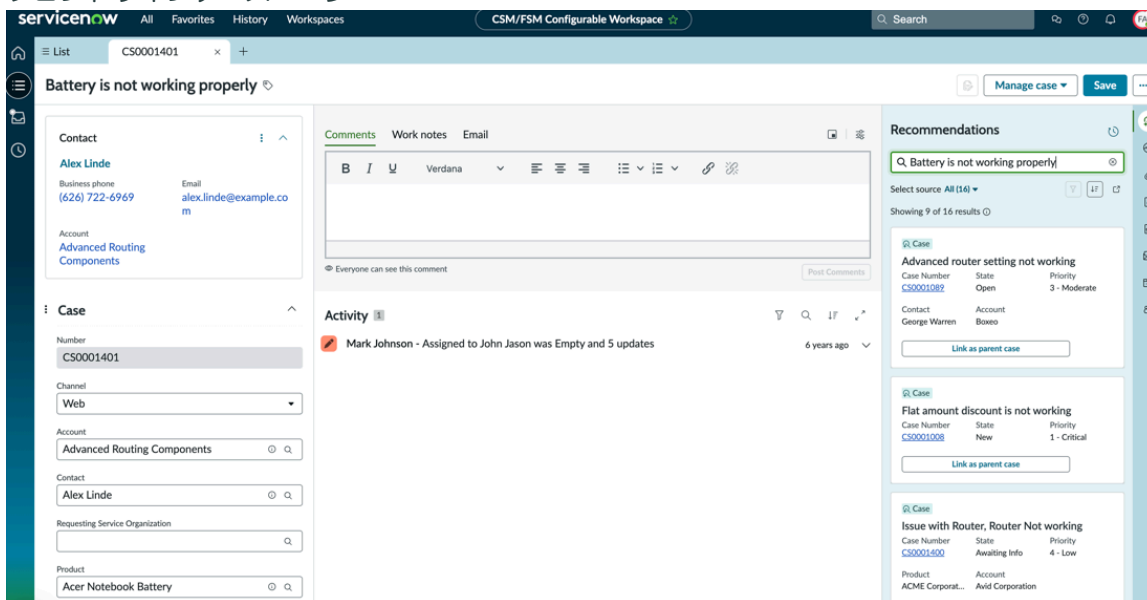 servicenow All Favorites History Workspaces CSM/FSM Configurable Workspace Search
List CS0001401
Battery is not working properly Manage case Save
Contact
Alex Linde
Business phone Email
(626) 722-6969 alex.linde@example.co
m
Account
Advanced Routing
Components
Case
Number
CS0001401
Channel
Web
Account
Advanced Routing Components
Contact
Alex Linde
Requesting Service Organization
Product
Acer Notebook Battery
Comments Work notes Email
B I U Verdana
Everyone can see this comment Post Comments
Activity 1
Mark Johnson - Assigned to John Jason was Empty and 5 updates 6 years ago
Recommendations
Battery is not working properly
Select source All (16)
Showing 9 of 16 results
Case
Advanced router setting not working
Case Number State Priority
CS0001089 Open 3 - Moderate
Contact Account
George Warren Boxeo
Link as parent case
Case
Flat amount discount is not working
Case Number State Priority
CS0001008 New 1 - Critical
Link as parent case
Case
Issue with Router, Router Not working
Case Number State Priority
CS0001400 Awaiting Info 4 - Low
Product Account
ACME Corporat... Avid Corporation